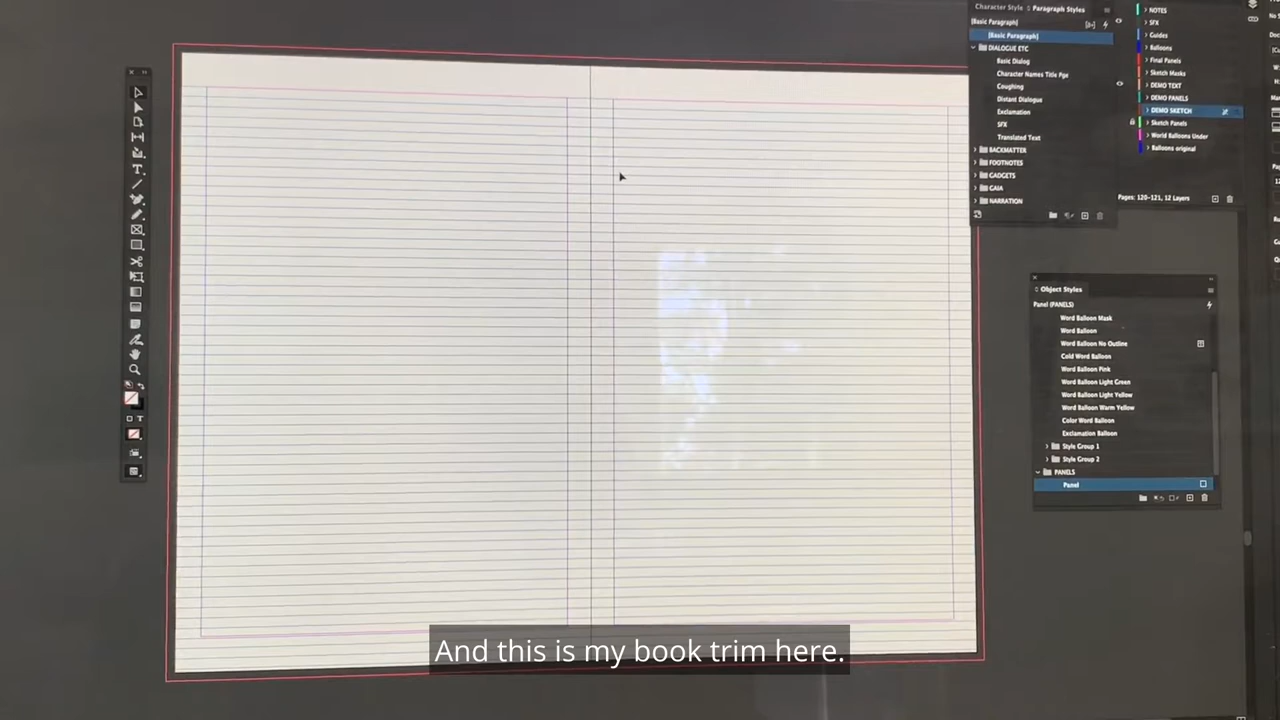 Character Style
Paragraph Styles
[Basic Paragraph]
[Basic Paragraph]
DIALOGUE ETC
Basic Dialog
Character Names Title Pge
Coughing
Distant Dialogue
Exclamation
SFX
Translated Text
BACKMATTER
FOOTNOTES
GADGETS
GAIA
NARRATION
NOTES
SFX
Guides
Balloons
Final Panels
Sketch Masks
DEMO TEXT
DEMO PANELS
DEMO SKETCH
Sketch Panels
World Balloons Under
Balloons original
Pages: 120-121, 12 Layers
Object Styles
Panel (PANELS)
Word Balloon Mask
Word Balloon
Word Balloon No Outline
Cold Word Balloon
Word Balloon Pink
Word Balloon Light Green
Word Balloon Light Yellow
Word Balloon Warm Yellow
Color Word Balloon
Exclamation Balloon
Style Group 1
Style Group 2
PANELS
Panel
And this is my book trim here.